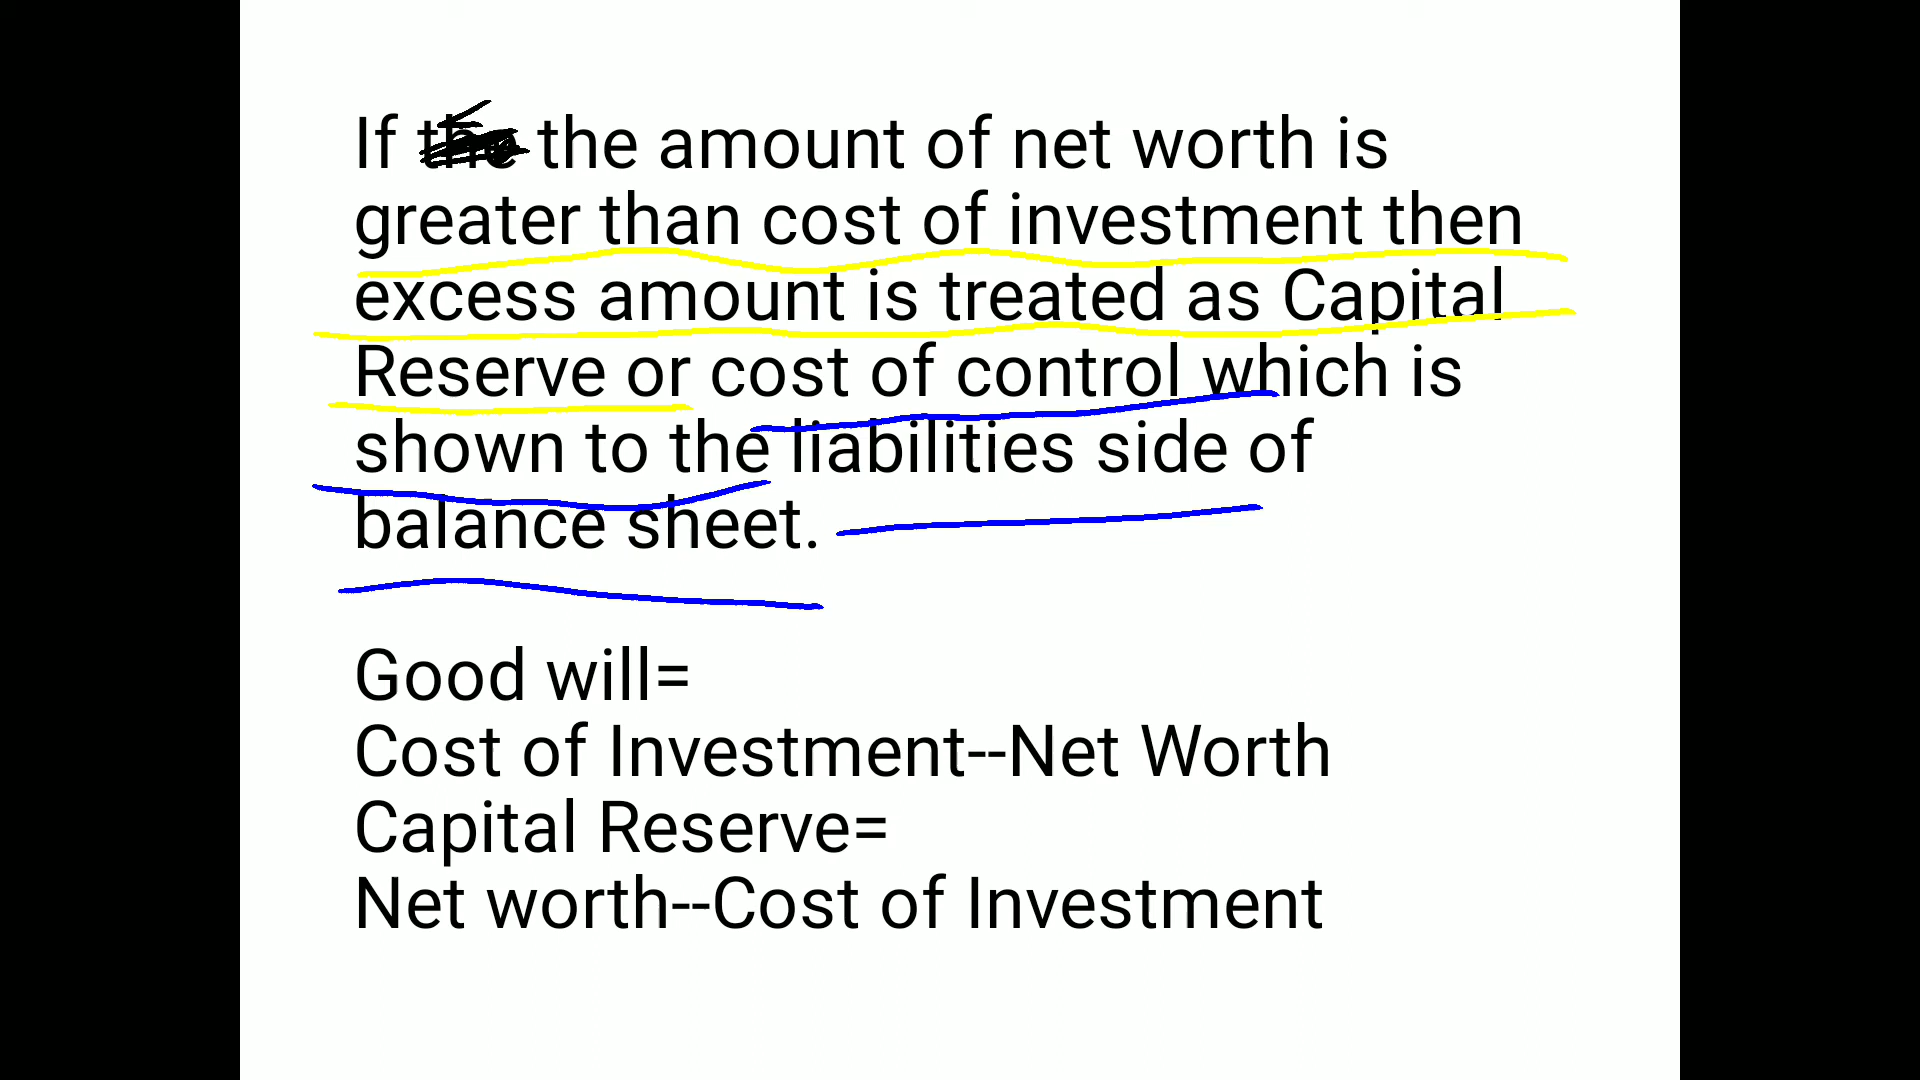 If the the amount of net worth is
greater than cost of investment then
excess amount is treated as Capital
Reserve or cost of control which is
shown to the liabilities side of
balance sheet.
Good will=
Cost of Investment--Net Worth
Capital Reserve=
Net worth--Cost of Investment